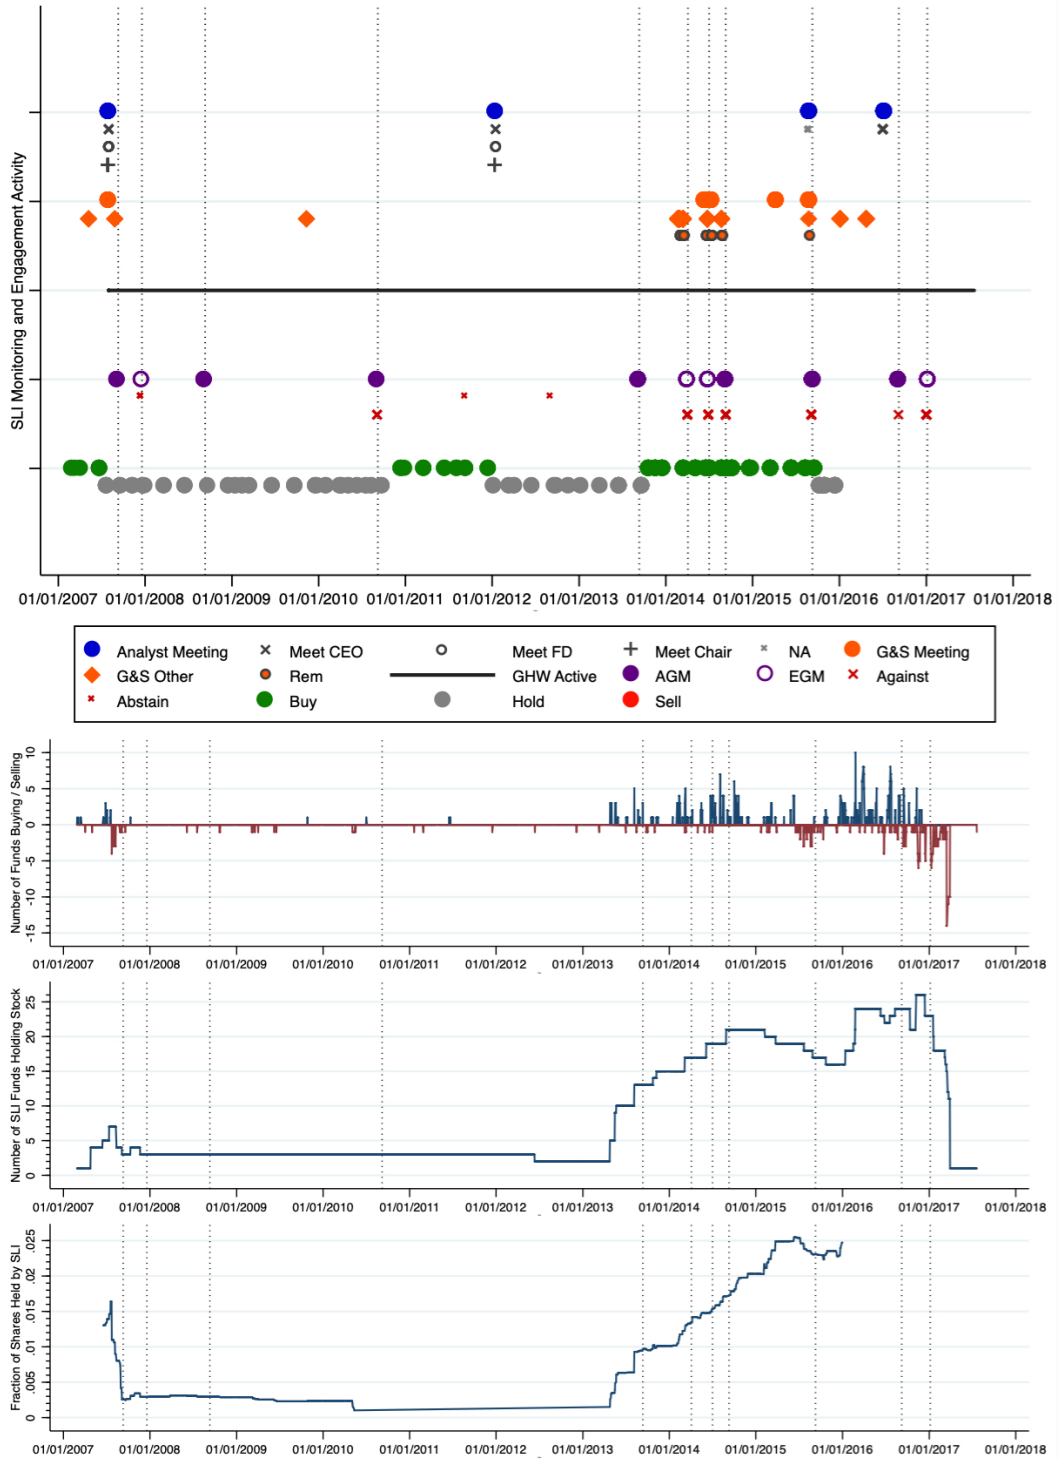 SLI Monitoring and Engagement Activity
01/01/2007 01/01/2008 01/01/2009 01/01/2010 01/01/2011 01/01/2012 01/01/2013 01/01/2014 01/01/2015 01/01/2016 01/01/2017 01/01/2018
Analyst Meeting Meet CEO Meet FD Meet Chair NA G&S Meeting
G&S Other Rem GHW Active AGM EGM Against
Abstain Buy Hold Sell
Number of Funds Buying / Selling
10
5
0
-5
-10
-15
01/01/2007 01/01/2008 01/01/2009 01/01/2010 01/01/2011 01/01/2012 01/01/2013 01/01/2014 01/01/2015 01/01/2016 01/01/2017 01/01/2018
Number of SLI Funds Holding Stock
25
20
15
10
5
0
01/01/2007 01/01/2008 01/01/2009 01/01/2010 01/01/2011 01/01/2012 01/01/2013 01/01/2014 01/01/2015 01/01/2016 01/01/2017 01/01/2018
Fraction of Shares Held by SLI
.025
.02
.015
.01
.005
0
01/01/2007 01/01/2008 01/01/2009 01/01/2010 01/01/2011 01/01/2012 01/01/2013 01/01/2014 01/01/2015 01/01/2016 01/01/2017 01/01/2018